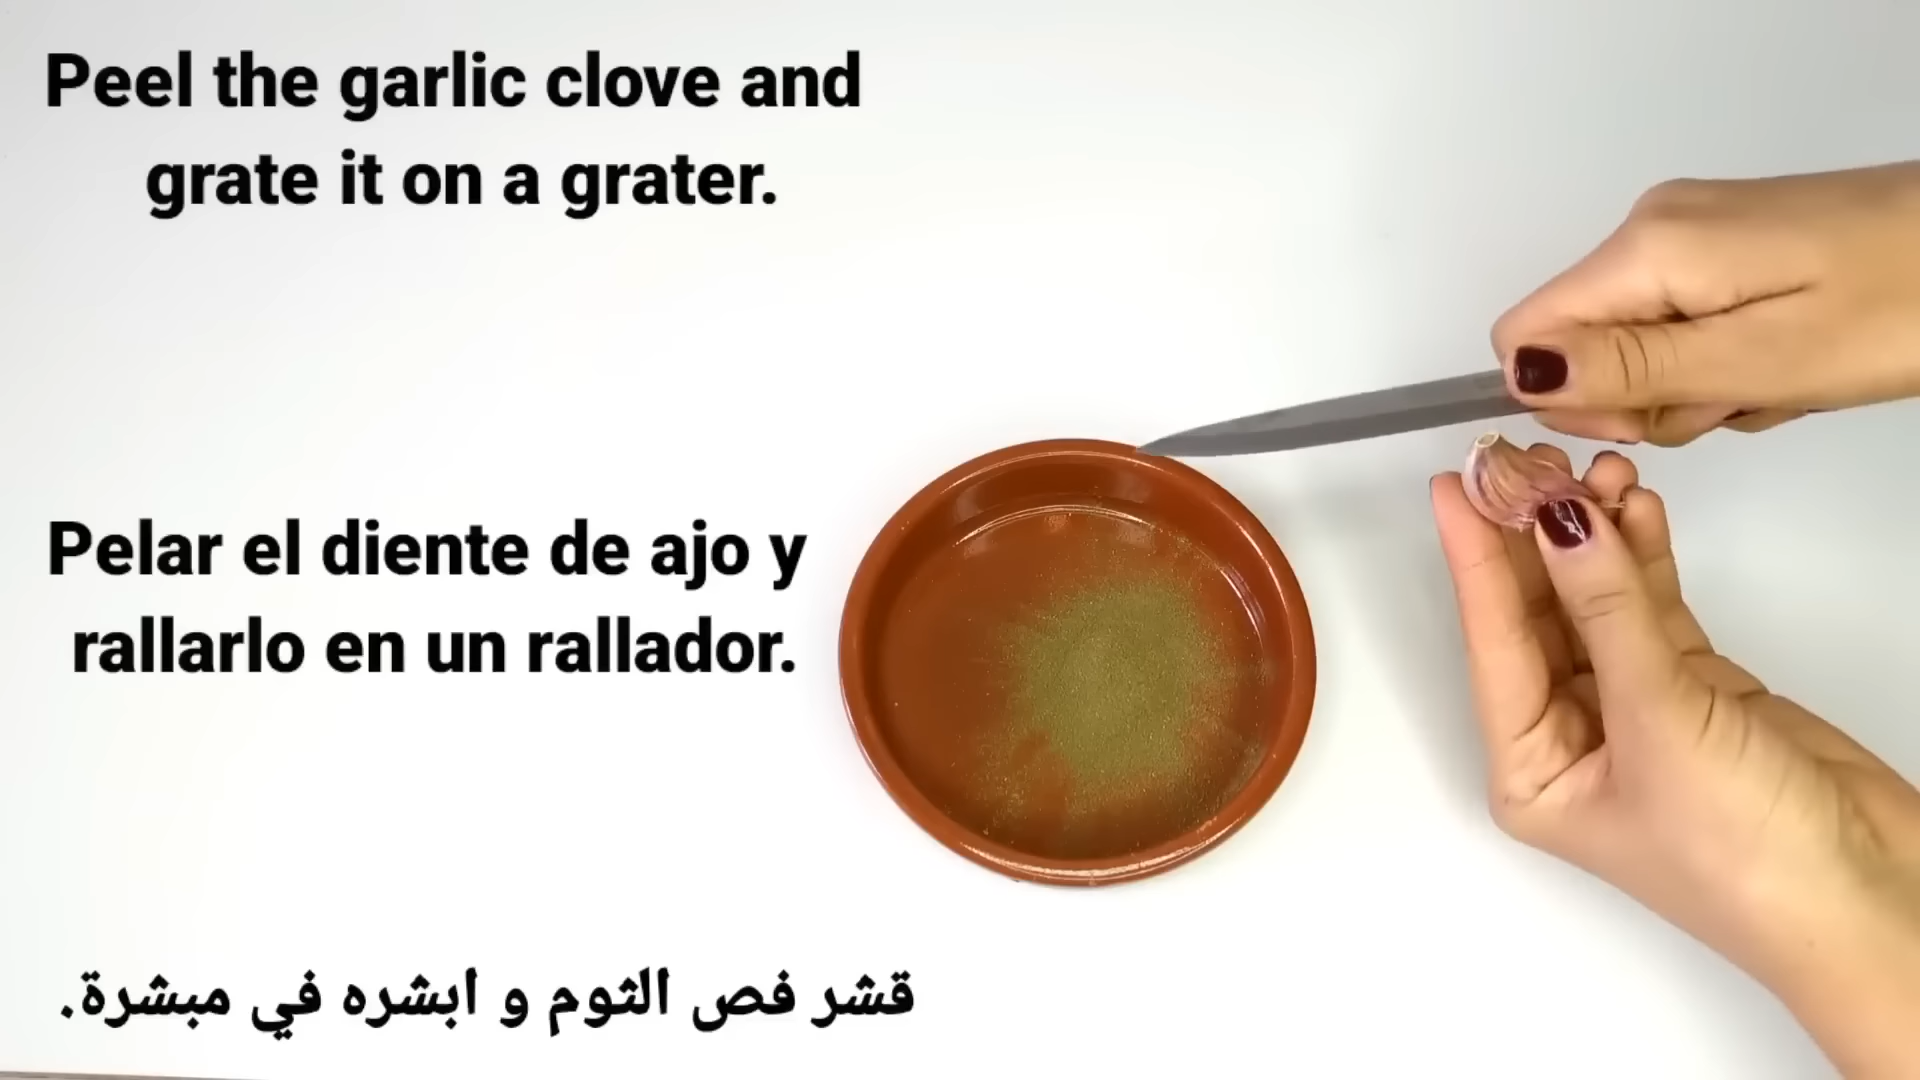 Peel the garlic clove and
grate it on a grater.
Pelar el diente de ajo y
rallarlo en un rallador.
قشر فص الثوم و ابشره في مبشرة.